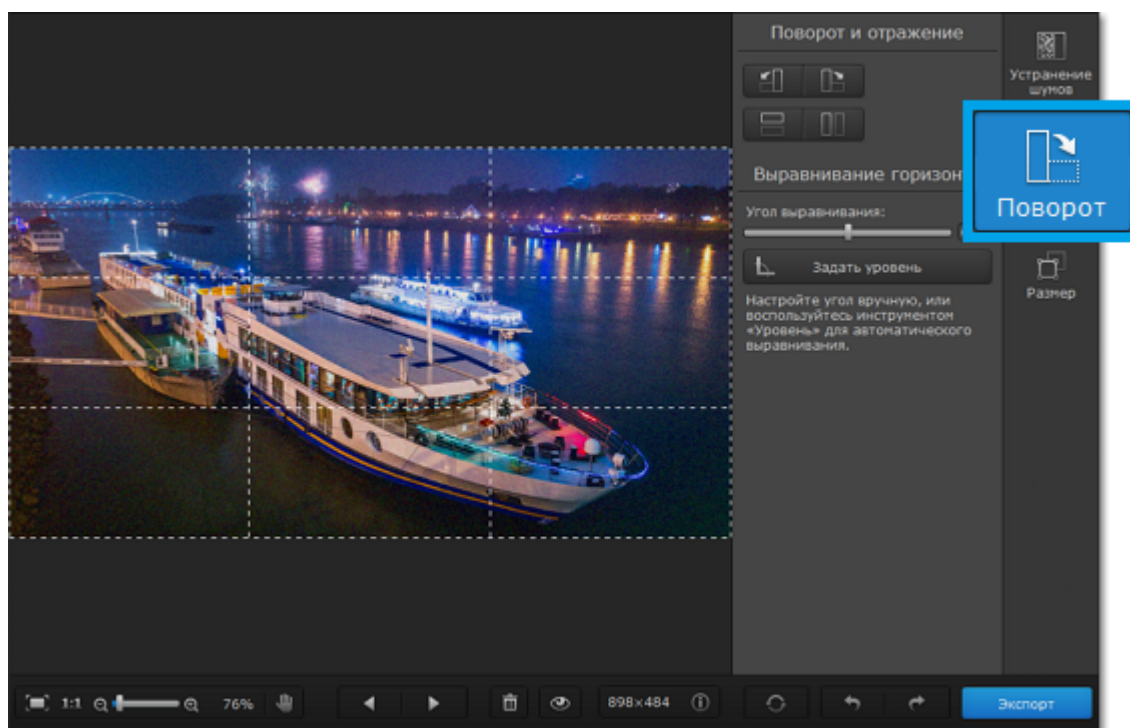 Поворот и отражение
Устранение
шумов
Поворот
Выравнивание горизон
Угол выравнивания:
Задать уровень
Размер
Настройте угол вручную, или
воспользуйтесь инструментом
«Уровень» для автоматического
выравнивания.
1:1
76%
898×484
Экспорт